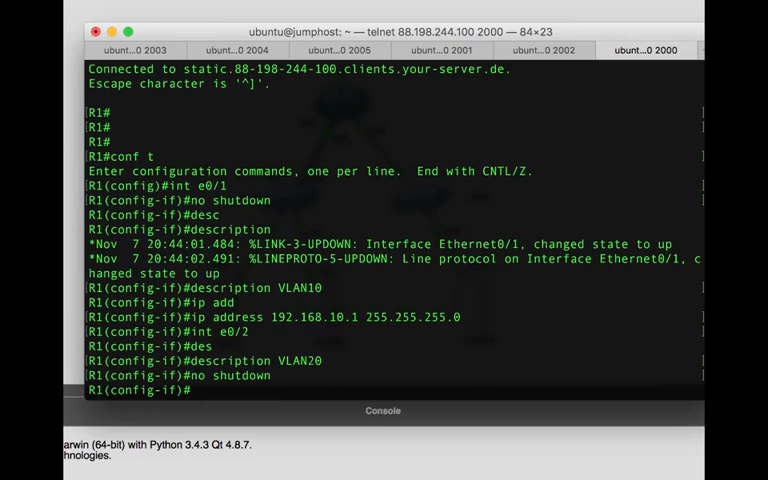 ubuntu@jumphost: ~ — telnet 88.198.244.100 2000 — 84×23
ubunt...0 2003 ubunt...0 2004 ubunt...0 2005 ubunt...0 2001 ubunt...0 2002 ubunt...0 2000
Connected to static.88-198-244-100.clients.your-server.de.
Escape character is '^]'.
[R1# ]
[R1# ]
[R1# ]
[R1#conf t ]
Enter configuration commands, one per line.  End with CNTL/Z.
[R1(config)#int e0/1 ]
[R1(config-if)#no shutdown ]
R1(config-if)#desc
R1(config-if)#description
*Nov  7 20:44:01.484: %LINK-3-UPDOWN: Interface Ethernet0/1, changed state to up
*Nov  7 20:44:02.491: %LINEPROTO-5-UPDOWN: Line protocol on Interface Ethernet0/1, c
hanged state to up
[R1(config-if)#description VLAN10 ]
R1(config-if)#ip add
[R1(config-if)#ip address 192.168.10.1 255.255.255.0 ]
[R1(config-if)#int e0/2 ]
R1(config-if)#des
[R1(config-if)#description VLAN20 ]
[R1(config-if)#no shutdown ]
R1(config-if)#
Console
arwin (64-bit) with Python 3.4.3 Qt 4.8.7.
hnologies.